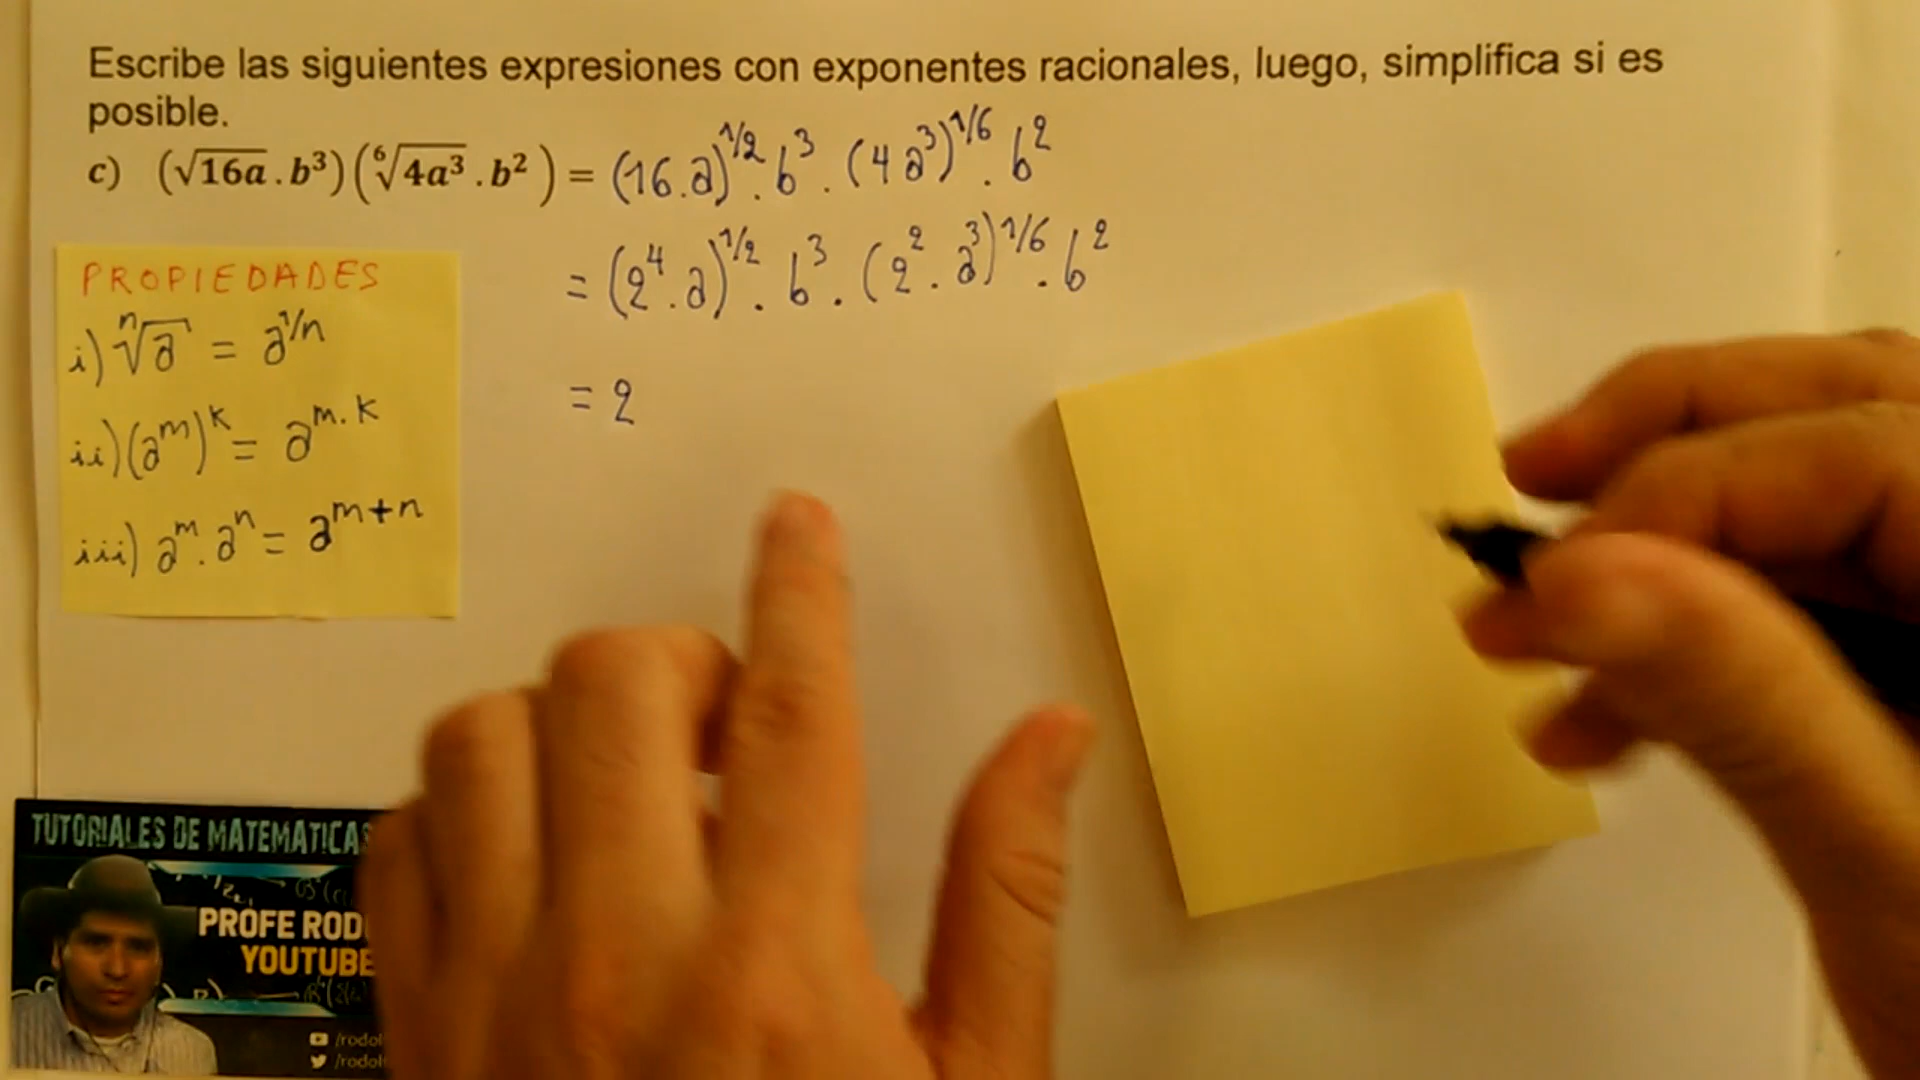 Escribe las siguientes expresiones con exponentes racionales, luego, simplifica si es
posible.
c) (√16a . b³)(⁶√4a³ . b²) = (16.a)^1/2 . b³ . (4a³)^1/6 . b²
= (2⁴.a)^1/2 . b³ . (2² . a³)^1/6 . b²
= 2
PROPIEDADES
i) ⁿ√a = a^1/n
ii) (a^m)^k = a^m.k
iii) a^m . a^n = a^m+n
TUTORIALES DE MATEMATICAS
PROFE ROD
YOUTUBE
/rodol
/rodol